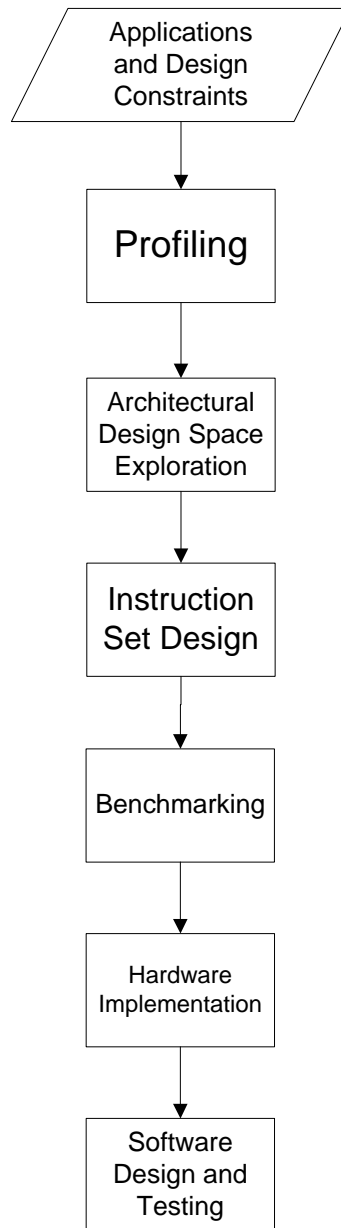 Applications
and Design
Constraints
Profiling
Architectural
Design Space
Exploration
Instruction
Set Design
Benchmarking
Hardware
Implementation
Software
Design and
Testing